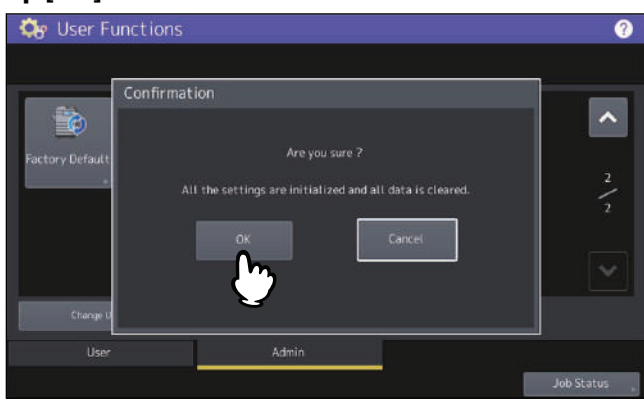 User Functions
?
Confirmation
Factory Default
Are you sure ?
All the settings are initialized and all data is cleared.
2
2
OK
Cancel
Change U
User
Admin
Job Status